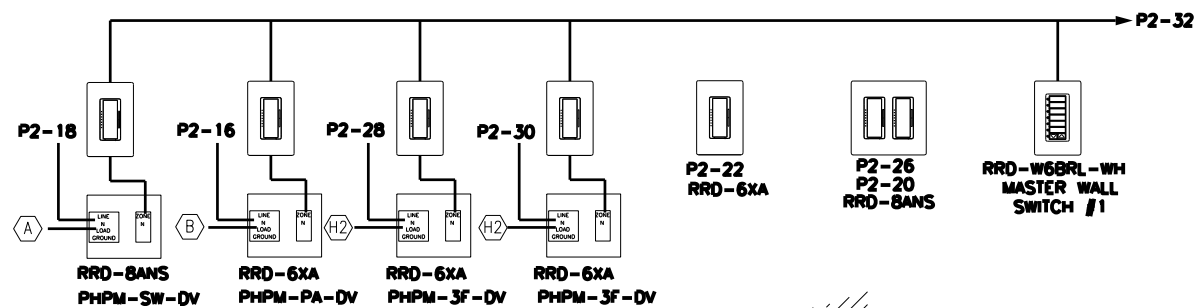 P2-32
P2-18
P2-16
P2-28
P2-30
P2-22
RRD-6XA
P2-26
P2-20
RRD-8ANS
RRD-W6BRL-WH
MASTER WALL
SWITCH #1
A
LINE
N
LOAD
GROUND
ZONE
N
B
LINE
N
LOAD
GROUND
ZONE
N
H2
LINE
N
LOAD
GROUND
ZONE
N
H2
LINE
N
LOAD
GROUND
ZONE
N
RRD-8ANS
PHPM-SW-DV
RRD-6XA
PHPM-PA-DV
RRD-6XA
PHPM-3F-DV
RRD-6XA
PHPM-3F-DV